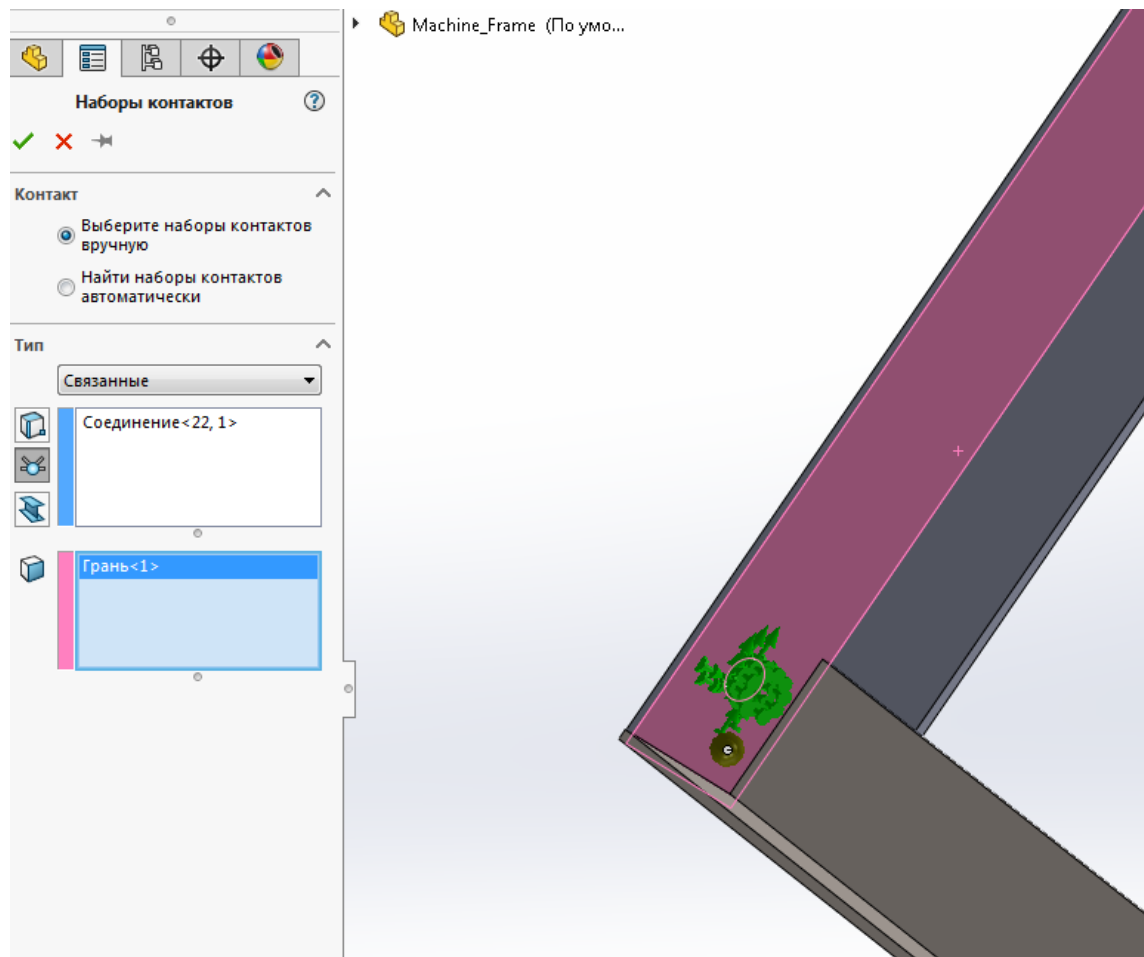 Machine_Frame (По умо...
Наборы контактов
Контакт
Выберите наборы контактов
вручную
Найти наборы контактов
автоматически
Тип
Связанные
Соединение<22, 1>
Грань<1>